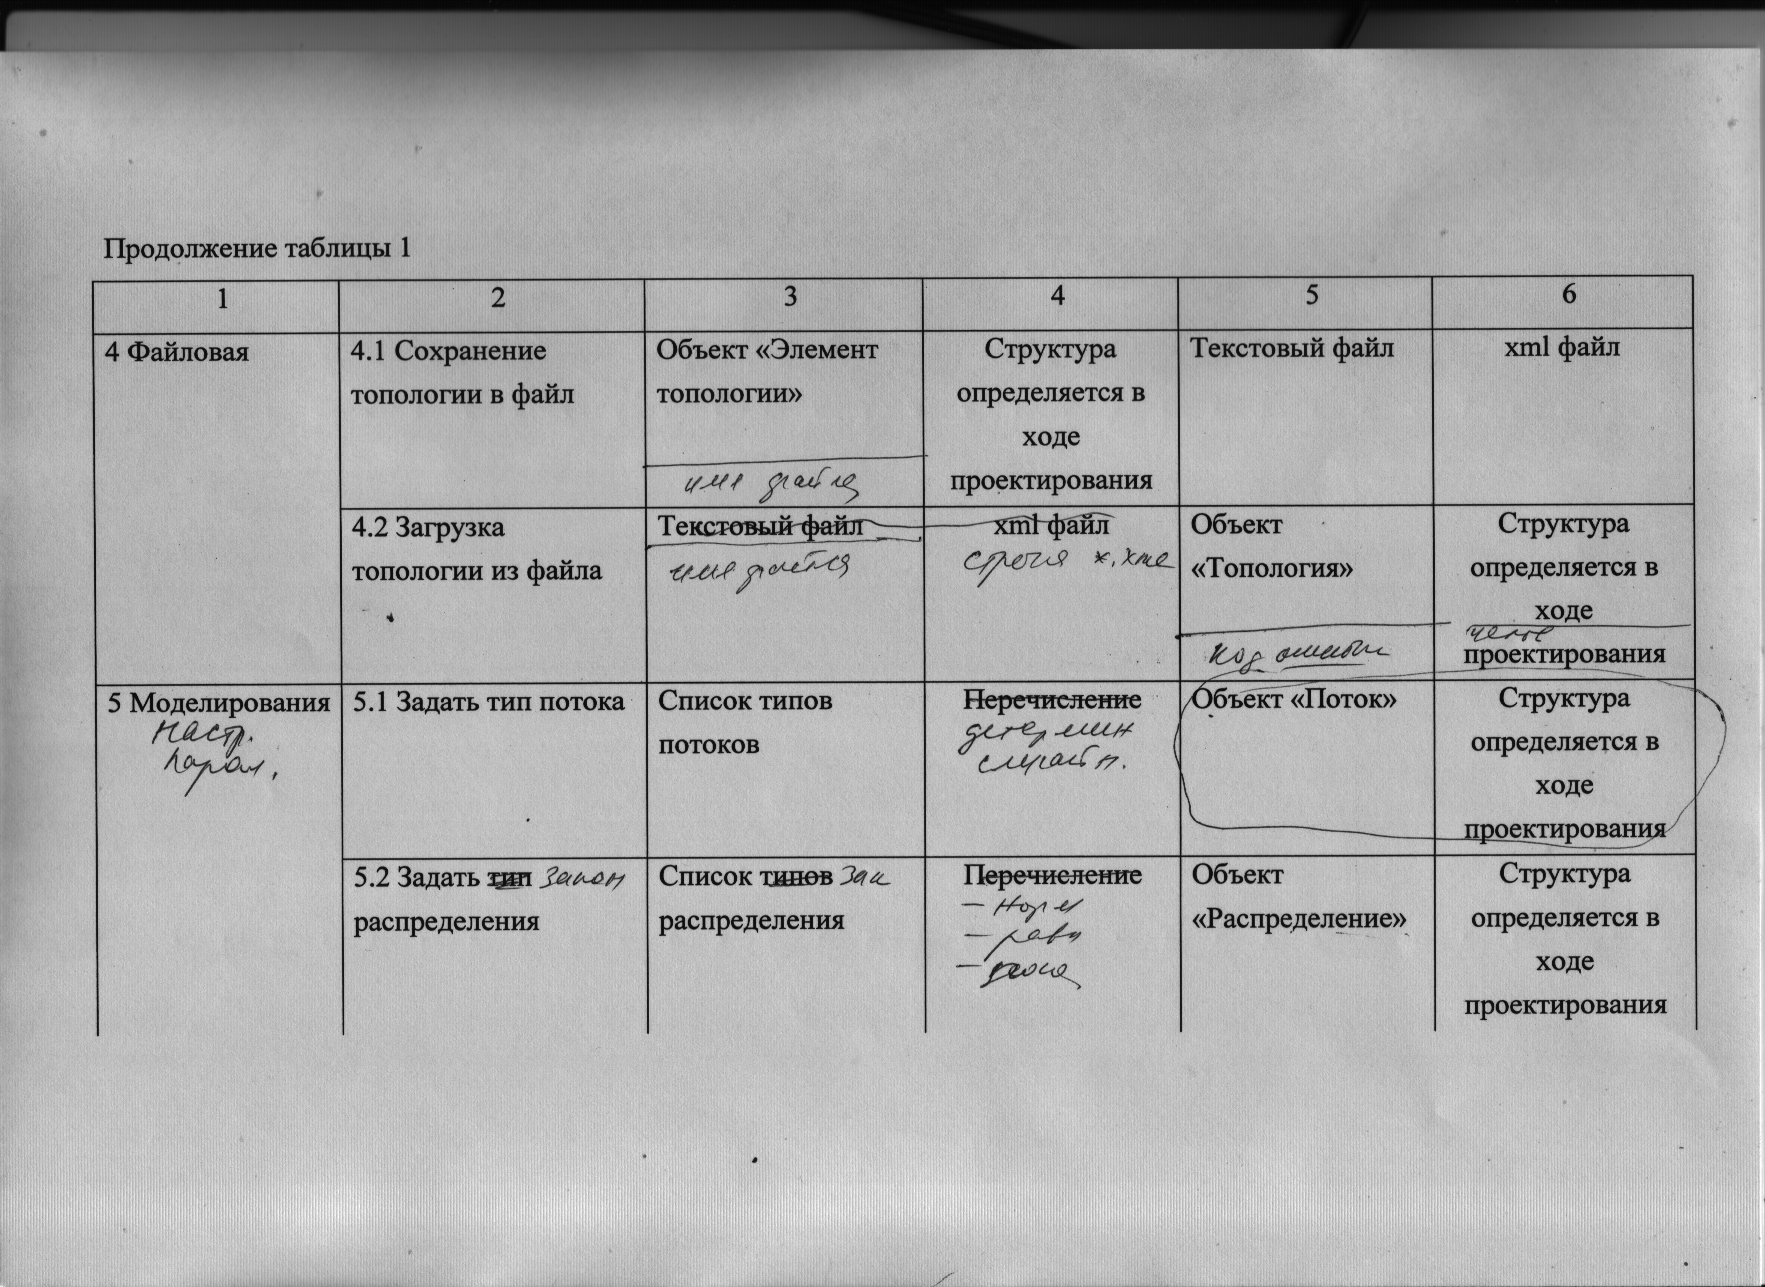 Продолжение таблицы 1
1 2 3 4 5 6
4 Файловая
4.1 Сохранение
топологии в файл
Объект «Элемент
топологии»
имя файла
Структура
определяется в
ходе
проектирования
Текстовый файл
xml файл
4.2 Загрузка
топологии из файла
Текстовый файл
имя файла
xml файл
строка *.xml
Объект
«Топология»
код ошибки
Структура
определяется в
ходе
целое
проектирования
5 Моделирования
Настр.
парам.
5.1 Задать тип потока
Список типов
потоков
Перечисление
детермин
случайн.
Объект «Поток»
Структура
определяется в
ходе
проектирования
5.2 Задать тип закон
распределения
Список типов зак
распределения
Перечисление
– норм
– равн
Объект
«Распределение»
Структура
определяется в
ходе
проектирования